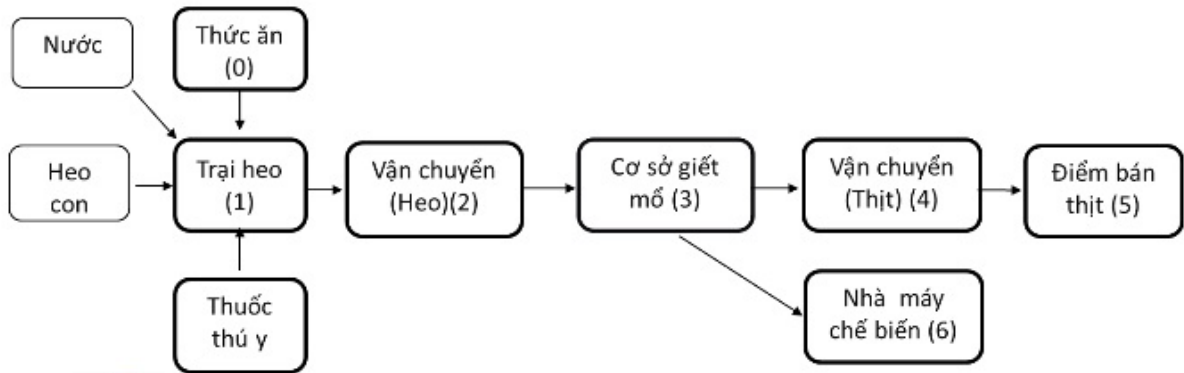 Nước
Thức ăn
(0)
Heo
con
Trại heo
(1)
Vận chuyển
(Heo)(2)
Cơ sở giết
mổ (3)
Vận chuyển
(Thịt) (4)
Điểm bán
thịt (5)
Thuốc
thú y
Nhà máy
chế biến (6)